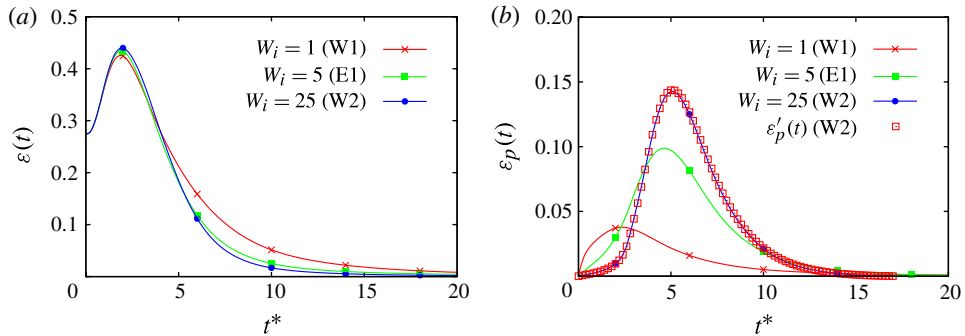 (a)
0.5
0.4
0.3
0.2
0.1
0
5
10
15
20
ε(t)
t*
W_i = 1 (W1)
W_i = 5 (E1)
W_i = 25 (W2)
(b)
0.20
0.15
0.10
0.05
0
5
10
15
20
ε_p(t)
t*
W_i = 1 (W1)
W_i = 5 (E1)
W_i = 25 (W2)
ε′_p(t) (W2)